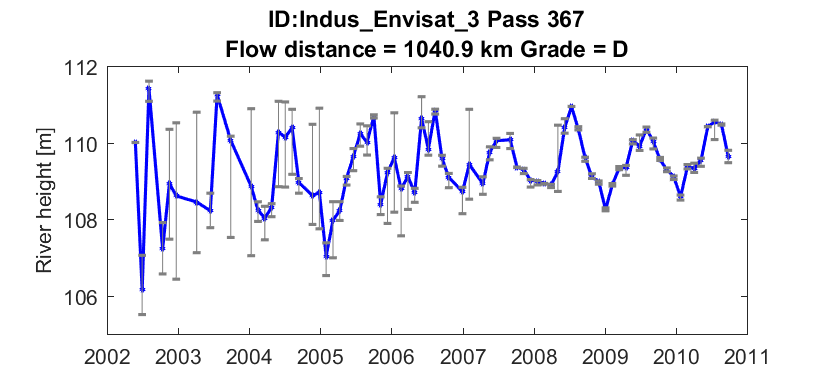 ID:Indus_Envisat_3 Pass 367
Flow distance = 1040.9 km Grade = D
River height [m]
112
110
108
106
2002 2003 2004 2005 2006 2007 2008 2009 2010 2011